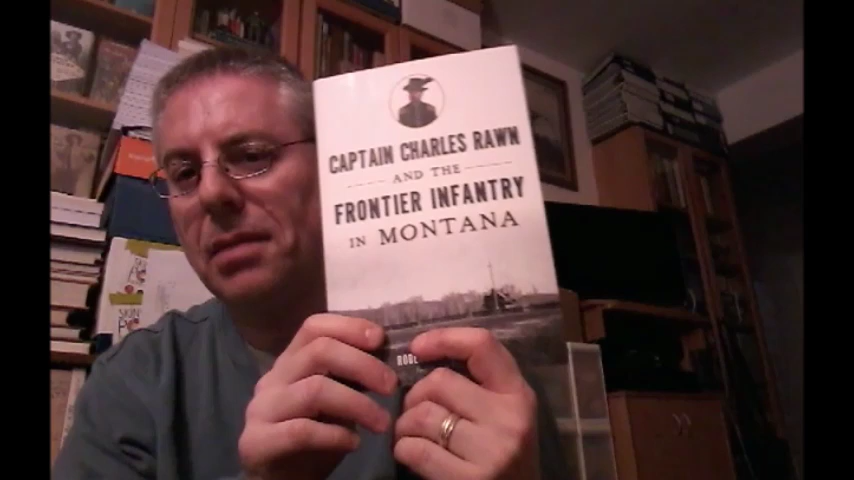 CAPTAIN CHARLES RAWN
AND THE
FRONTIER INFANTRY
IN MONTANA